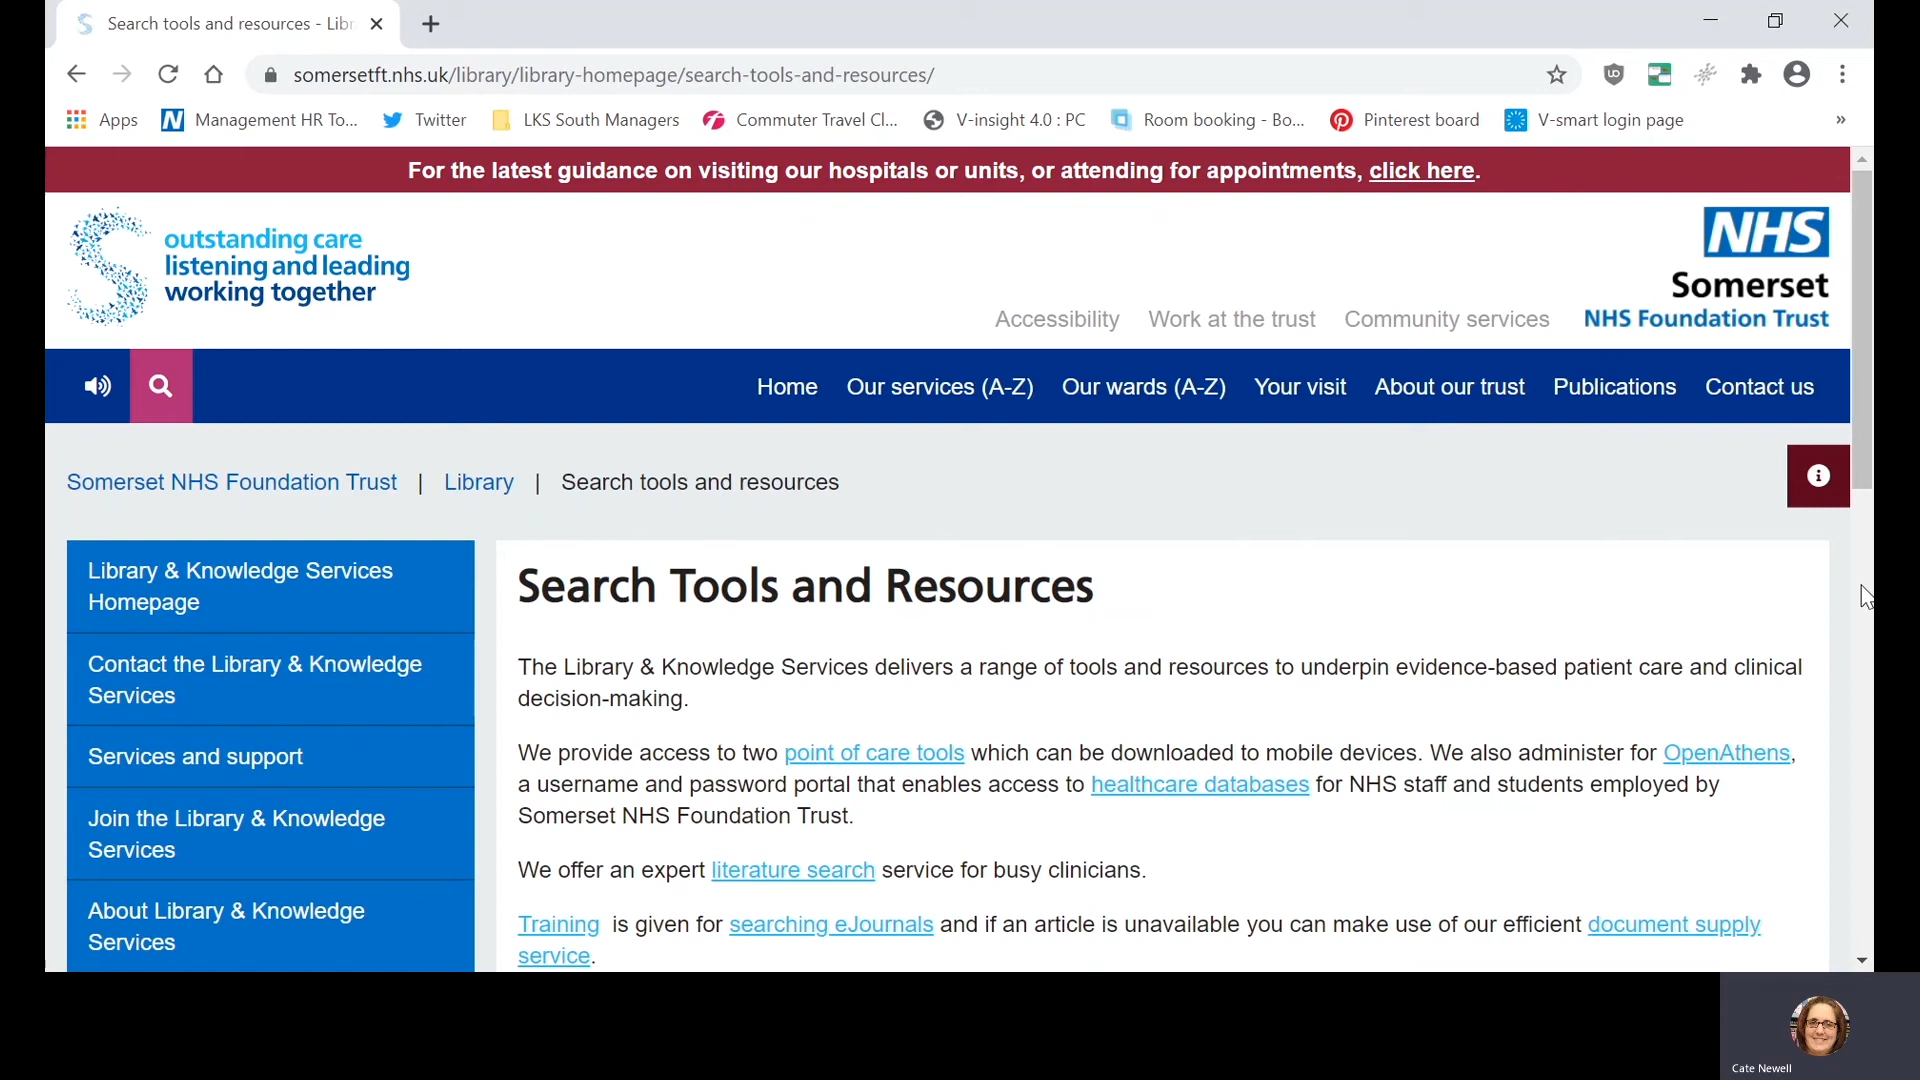 Search tools and resources - Libr
somersetft.nhs.uk/library/library-homepage/search-tools-and-resources/
Apps Management HR To... Twitter LKS South Managers Commuter Travel Cl... V-insight 4.0 : PC Room booking - Bo... Pinterest board V-smart login page »
For the latest guidance on visiting our hospitals or units, or attending for appointments, click here.
outstanding care
listening and leading
working together
NHS
Somerset
NHS Foundation Trust
Accessibility Work at the trust Community services
Home Our services (A-Z) Our wards (A-Z) Your visit About our trust Publications Contact us
Somerset NHS Foundation Trust | Library | Search tools and resources
Library & Knowledge Services
Homepage
Contact the Library & Knowledge
Services
Services and support
Join the Library & Knowledge
Services
About Library & Knowledge
Services
Search Tools and Resources
The Library & Knowledge Services delivers a range of tools and resources to underpin evidence-based patient care and clinical
decision-making.
We provide access to two point of care tools which can be downloaded to mobile devices. We also administer for OpenAthens,
a username and password portal that enables access to healthcare databases for NHS staff and students employed by
Somerset NHS Foundation Trust.
We offer an expert literature search service for busy clinicians.
Training is given for searching eJournals and if an article is unavailable you can make use of our efficient document supply
service.
Cate Newell